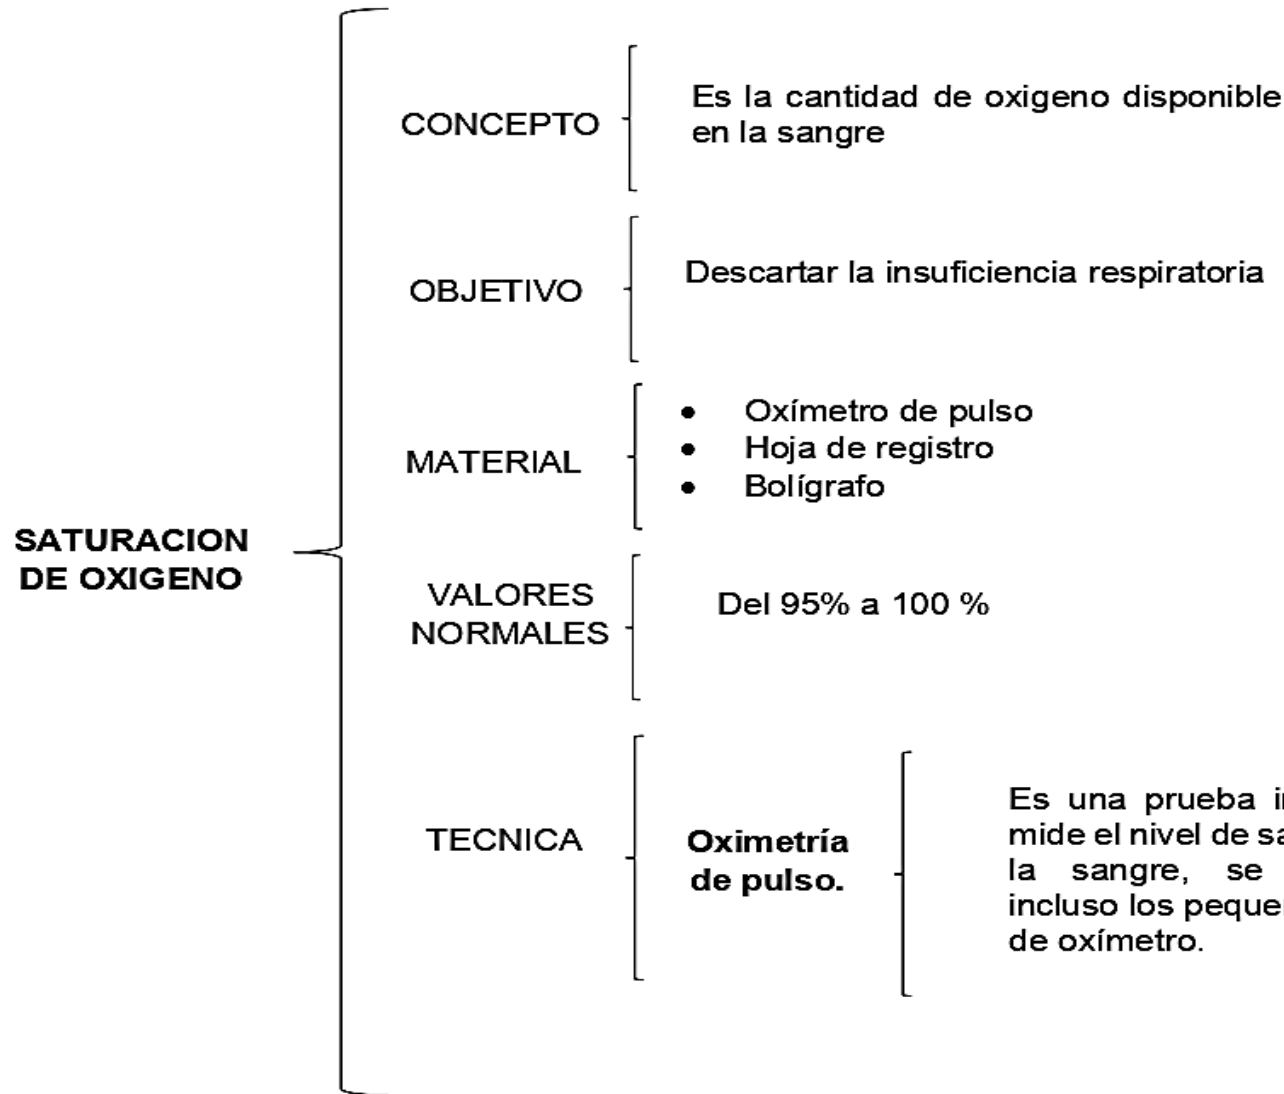 SATURACION
DE OXIGENO
CONCEPTO
Es la cantidad de oxigeno disponible
en la sangre
OBJETIVO
Descartar la insuficiencia respiratoria
MATERIAL
• Oxímetro de pulso
• Hoja de registro
• Bolígrafo
VALORES
NORMALES
Del 95% a 100 %
TECNICA
Oximetría
de pulso.
Es una prueba
mide el nivel de
la sangre, se
incluso los
de oxímetro.